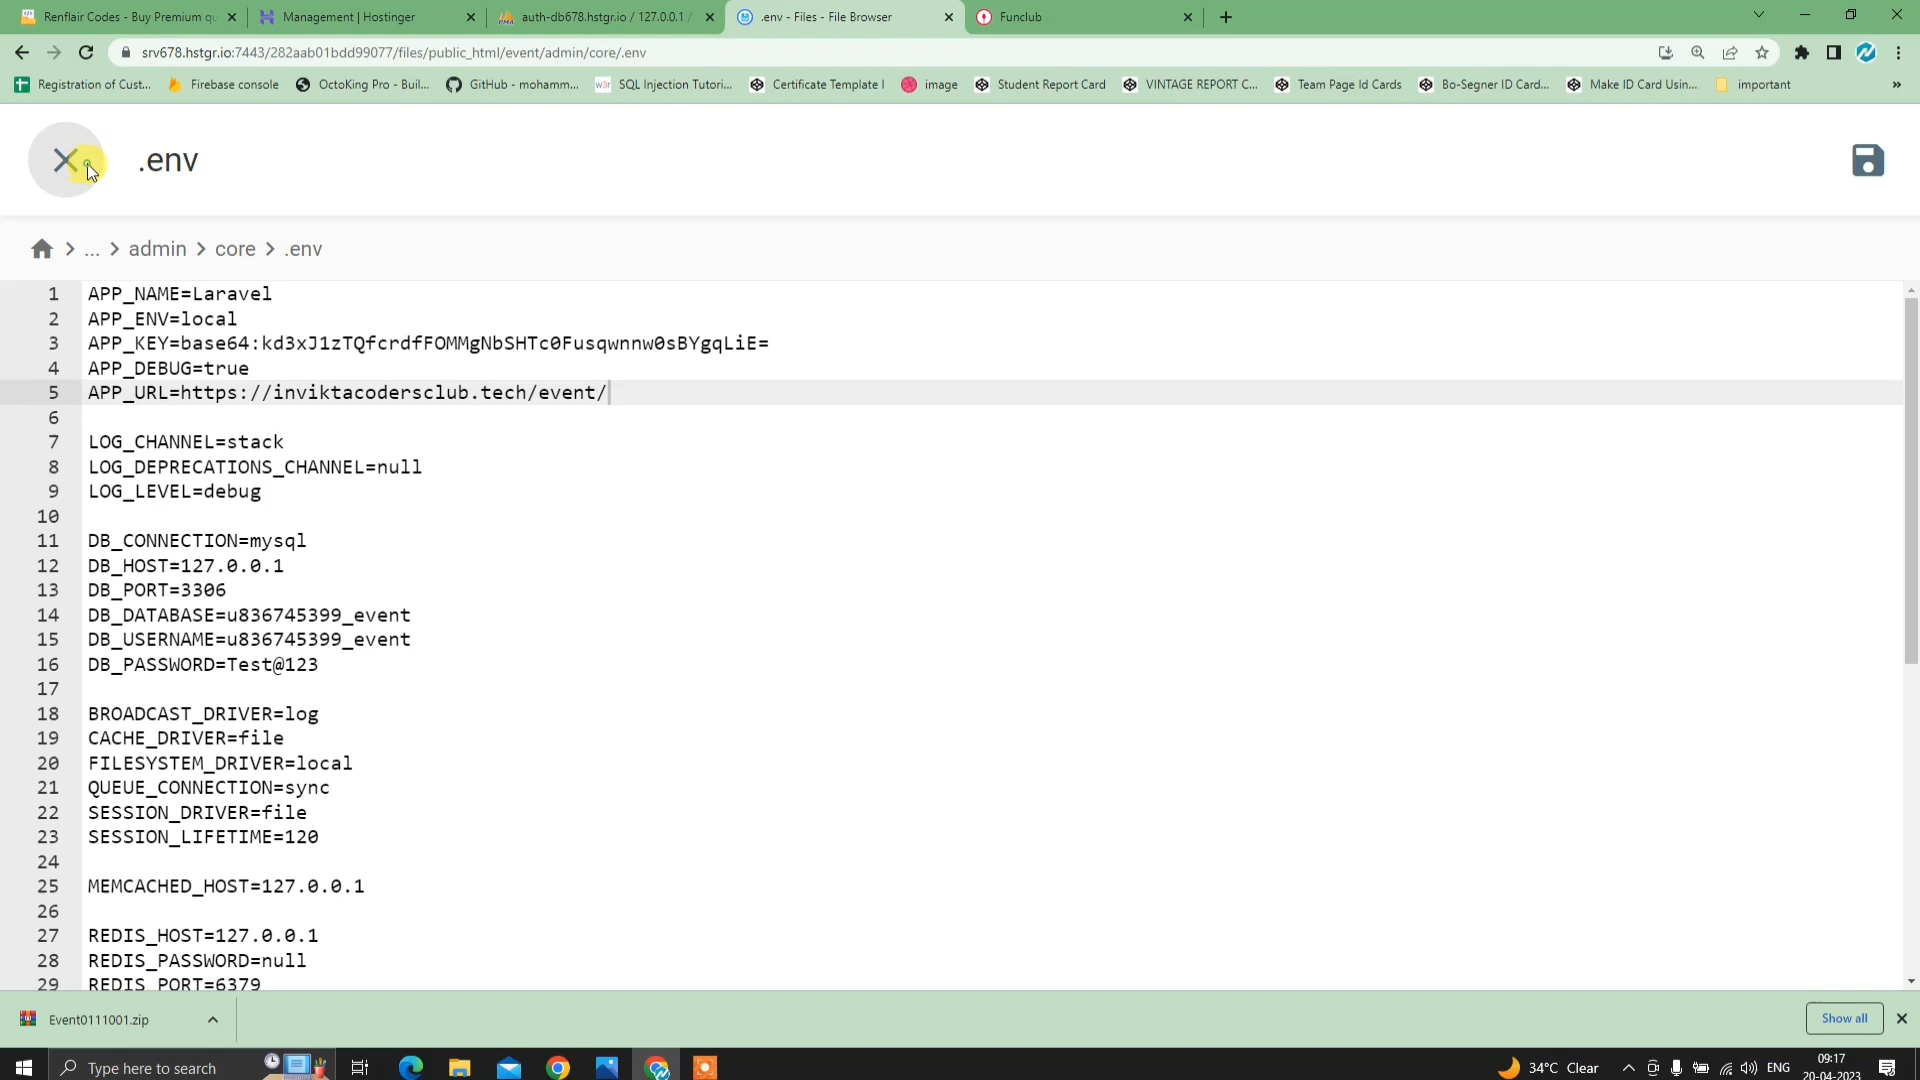 Renflair Codes - Buy Premium qu
Management | Hostinger
auth-db678.hstgr.io / 127.0.0.1 /
.env - Files - File Browser
Funclub
srv678.hstgr.io:7443/282aab01bdd99077/files/public_html/event/admin/core/.env
Registration of Cust...
Firebase console
OctoKing Pro - Buil...
GitHub - mohamm...
SQL Injection Tutori...
Certificate Template I
image
Student Report Card
VINTAGE REPORT C...
Team Page Id Cards
Bo-Segner ID Card...
Make ID Card Usin...
important
»
.env
... > admin > core > .env
1 APP_NAME=Laravel
2 APP_ENV=local
3 APP_KEY=base64:kd3xJ1zTQfcrdfFOMMgNbSHTc0Fusqwnnw0sBYgqLiE=
4 APP_DEBUG=true
5 APP_URL=https://inviktacodersclub.tech/event/
6
7 LOG_CHANNEL=stack
8 LOG_DEPRECATIONS_CHANNEL=null
9 LOG_LEVEL=debug
10
11 DB_CONNECTION=mysql
12 DB_HOST=127.0.0.1
13 DB_PORT=3306
14 DB_DATABASE=u836745399_event
15 DB_USERNAME=u836745399_event
16 DB_PASSWORD=Test@123
17
18 BROADCAST_DRIVER=log
19 CACHE_DRIVER=file
20 FILESYSTEM_DRIVER=local
21 QUEUE_CONNECTION=sync
22 SESSION_DRIVER=file
23 SESSION_LIFETIME=120
24
25 MEMCACHED_HOST=127.0.0.1
26
27 REDIS_HOST=127.0.0.1
28 REDIS_PASSWORD=null
29 REDIS_PORT=6379
Event0111001.zip
Show all
Type here to search
34°C Clear
ENG
09:17
20-04-2023